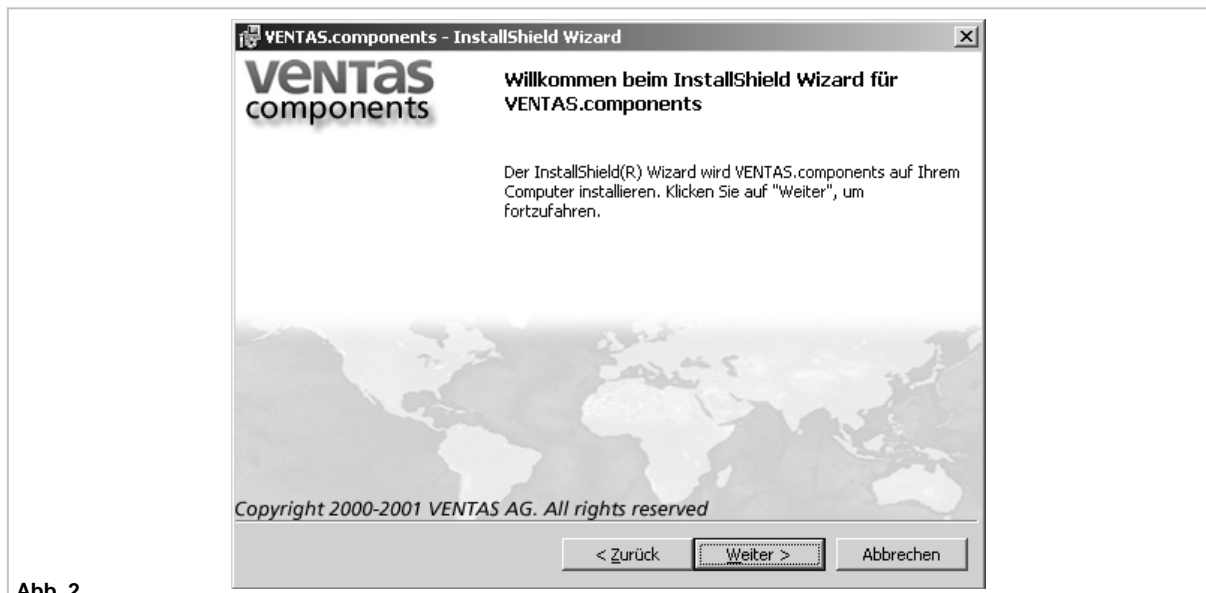 VENTAS.components - InstallShield Wizard
VENTAS
components
Willkommen beim InstallShield Wizard für
VENTAS.components
Der InstallShield(R) Wizard wird VENTAS.components auf Ihrem
Computer installieren. Klicken Sie auf "Weiter", um
fortzufahren.
Copyright 2000-2001 VENTAS AG. All rights reserved
< Zurück
Weiter >
Abbrechen
Abb. 2